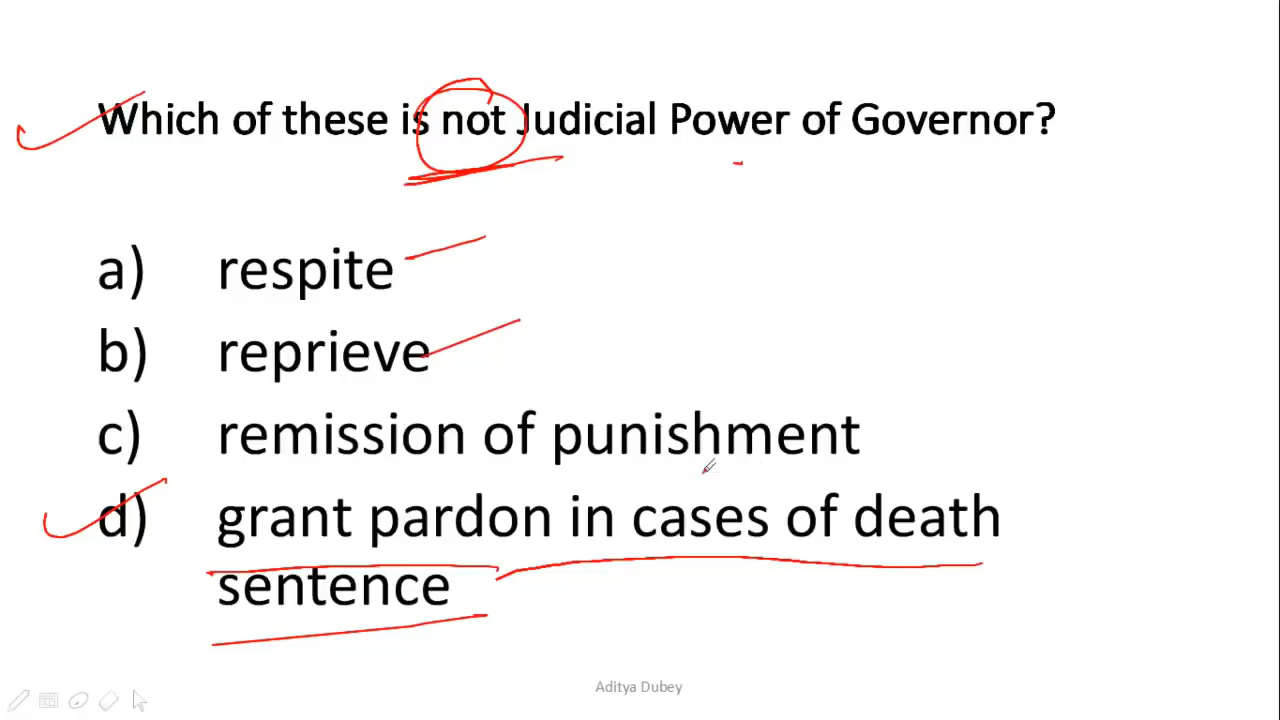 Which of these is not Judicial Power of Governor?
a) respite
b) reprieve
c) remission of punishment
d) grant pardon in cases of death
sentence
Aditya Dubey